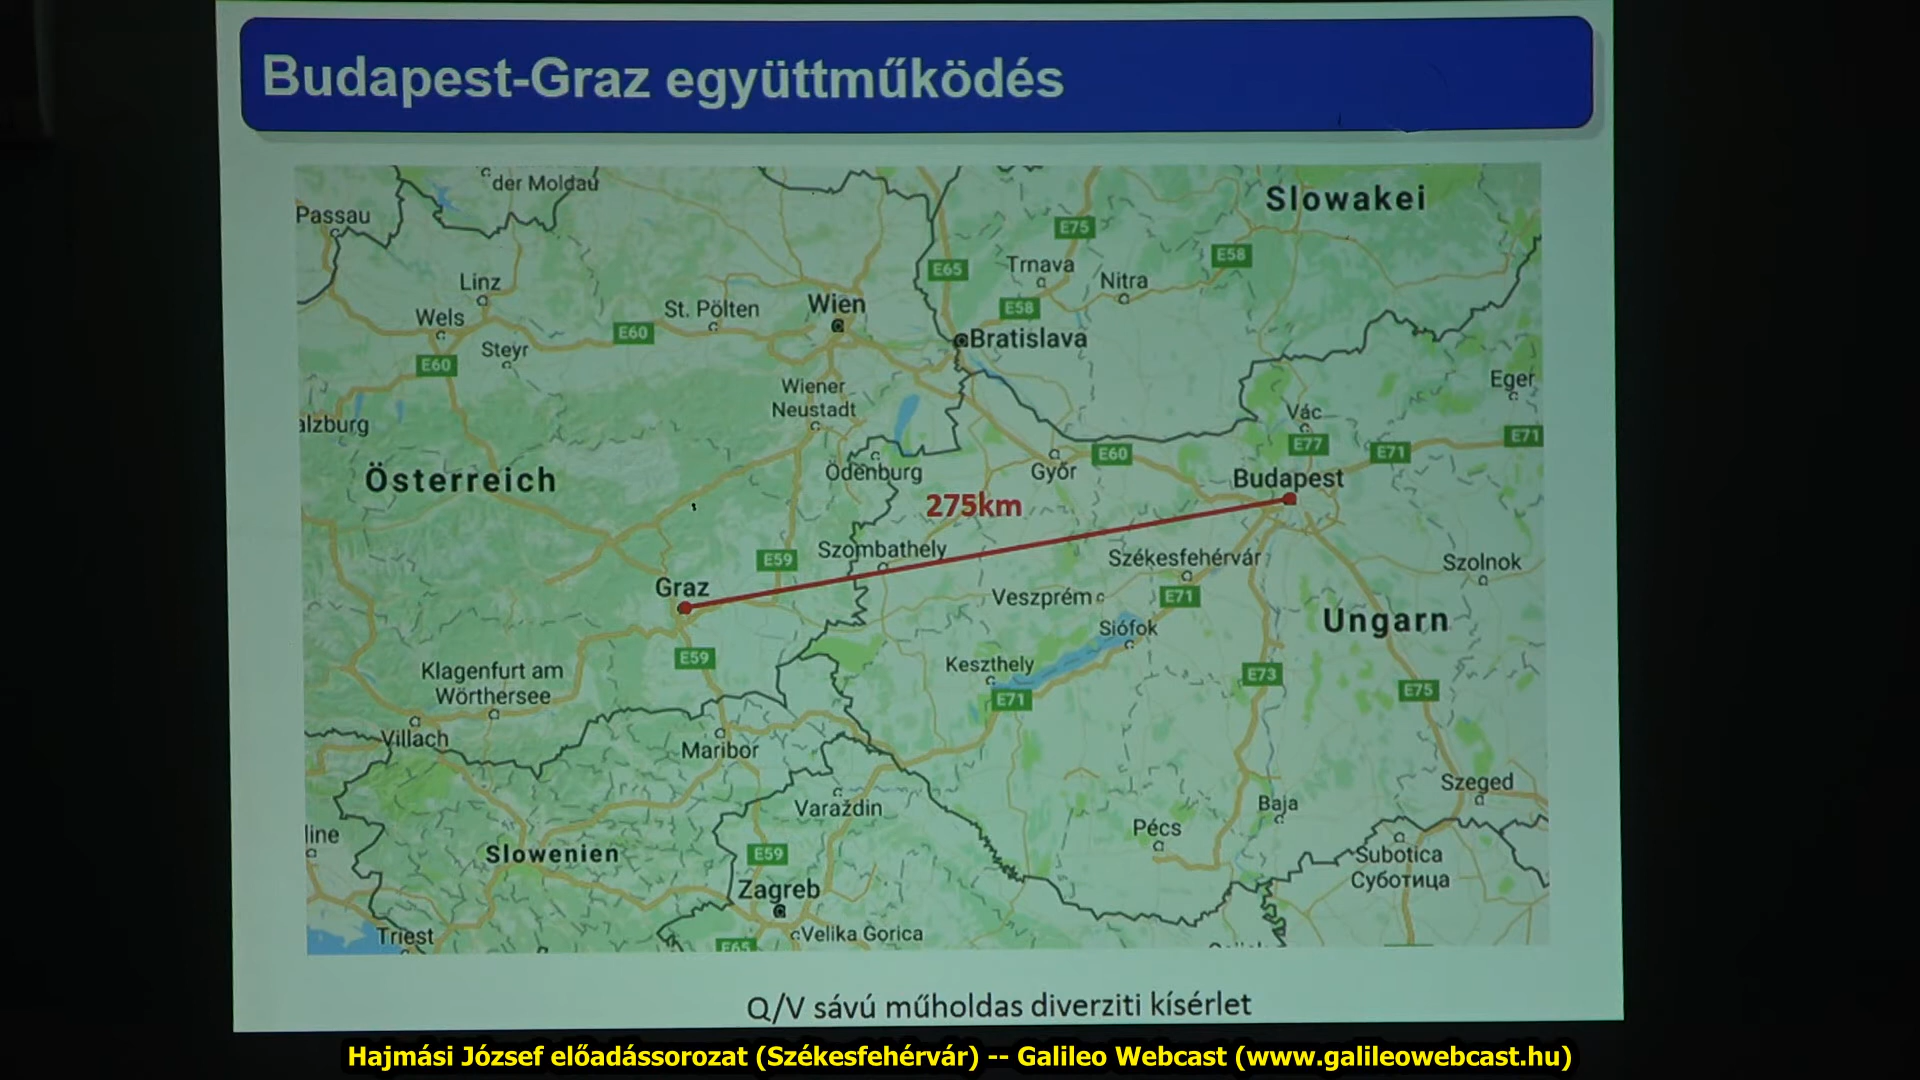 Budapest-Graz együttműködés
der Moldau
Passau
Slowakei
E75
E58
E65
Trnava
Nitra
Linz
E58
Wien
St. Pölten
Wels
E60
Bratislava
Steyr
E60
Wiener
Neustadt
Eger
Vác
alzburg
E77
E71
E71
Ödenburg
Győr
E60
Österreich
Budapest
275km
Szombathely
E59
Székesfehérvár
Szolnok
Graz
Veszprém
E71
Ungarn
Siófok
E59
Keszthely
Klagenfurt am
Wörthersee
E73
E75
E71
Villach
Maribor
Szeged
Varaždin
Baja
Pécs
line
Slowenien
E59
Subotica
Суботица
Zagreb
Triest
Velika Gorica
E65
Q/V sávú műholdas diverziti kísérlet
Hajmási József előadássorozat (Székesfehérvár) -- Galileo Webcast (www.galileowebcast.hu)